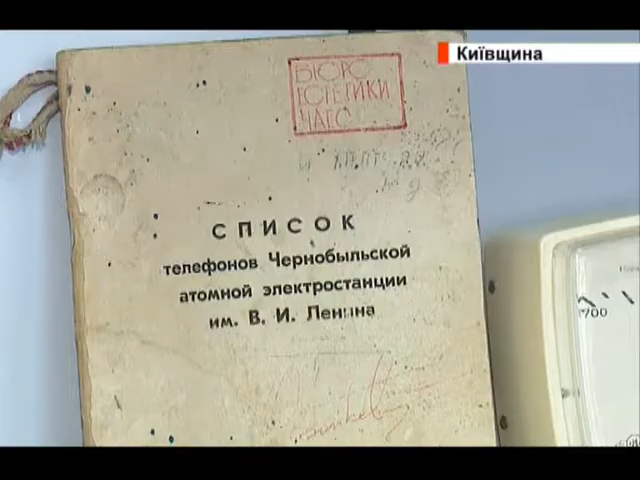 Київщина
БЮРО
ЭСТЕТИКИ
ЧАЭС
СПИСОК
телефонов Чернобыльской
атомной электростанции
им. В. И. Ленина
700